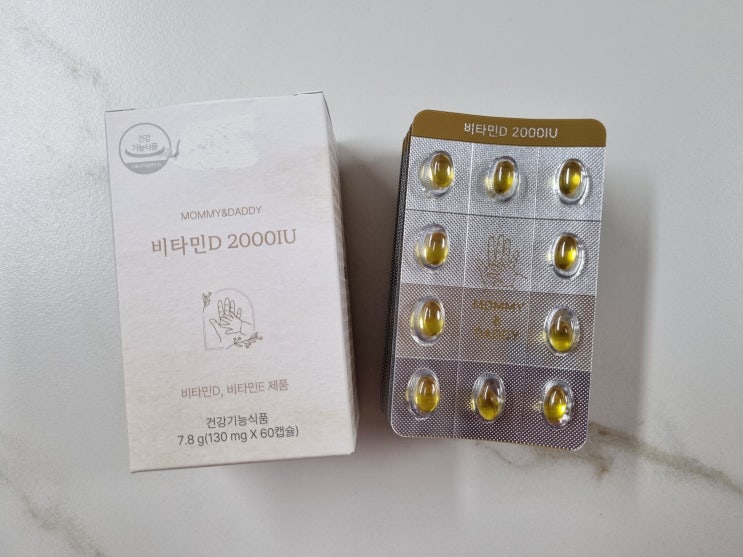 건강
기능식품
MOMMY&DADDY
비타민D 2000IU
비타민D, 비타민E 제품
건강기능식품
7.8 g(130 mg X 60캡슐)
비타민D 2000IU
MOMMY
&
DADDY